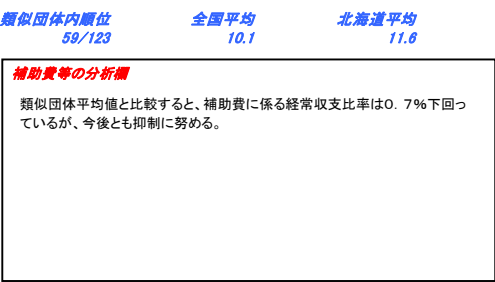 類似団体内順位 全国平均 北海道平均
59/123 10.1 11.6
補助費等の分析欄
類似団体平均値と比較すると、補助費に係る経常収支比率は0．7％下回っ
ているが、今後とも抑制に努める。